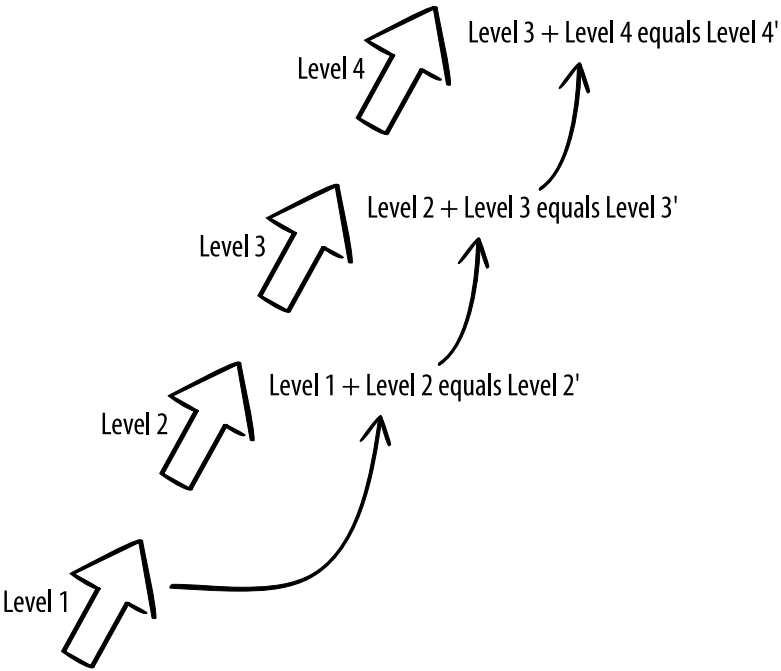 Level 4
Level 3 + Level 4 equals Level 4'
Level 3
Level 2 + Level 3 equals Level 3'
Level 2
Level 1 + Level 2 equals Level 2'
Level 1